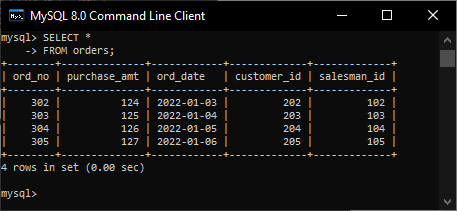 MySQL 8.0 Command Line Client
mysql> SELECT *
    -> FROM orders;
+--------+--------------+------------+-------------+-------------+
| ord_no | purchase_amt | ord_date   | customer_id | salesman_id |
+--------+--------------+------------+-------------+-------------+
|    302 |          124 | 2022-01-03 |         202 |         102 |
|    303 |          125 | 2022-01-04 |         203 |         103 |
|    304 |          126 | 2022-01-05 |         204 |         104 |
|    305 |          127 | 2022-01-06 |         205 |         105 |
+--------+--------------+------------+-------------+-------------+
4 rows in set (0.00 sec)
mysql>